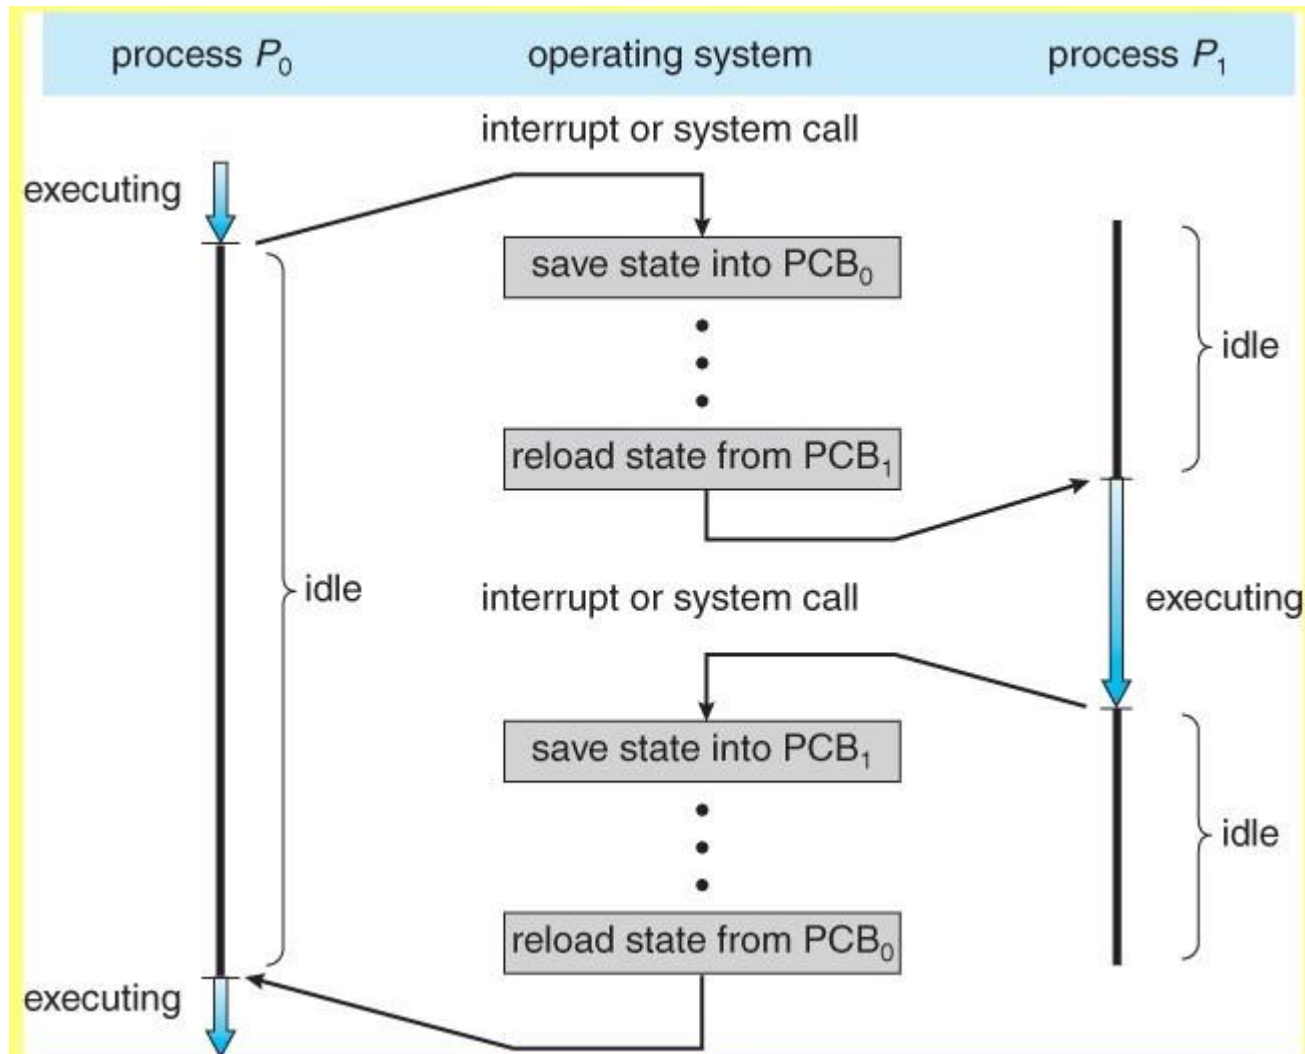 process P₀ operating system process P₁
interrupt or system call
executing
save state into PCB₀
idle
reload state from PCB₁
idle
interrupt or system call
executing
save state into PCB₁
idle
reload state from PCB₀
executing